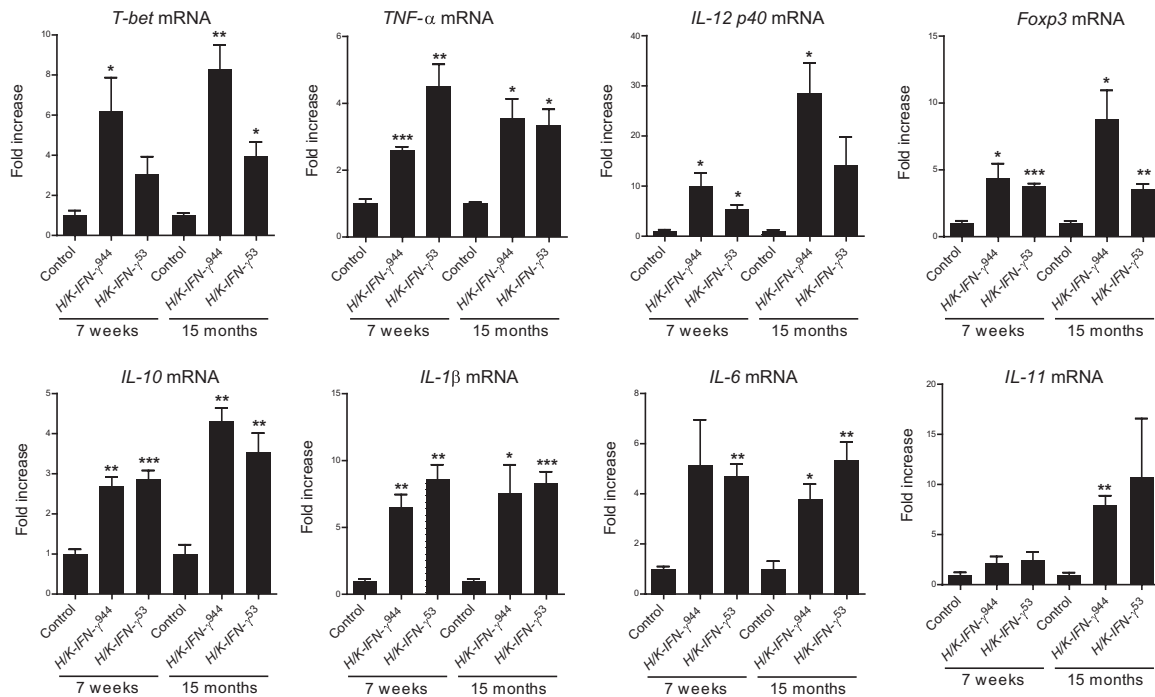 T-bet mRNA
Fold increase
10
8
6
4
2
0
*
**
*
Control
H/K-IFN-γ944
H/K-IFN-γ53
Control
H/K-IFN-γ944
H/K-IFN-γ53
7 weeks
15 months
TNF-α mRNA
Fold increase
6
4
2
0
***
**
*
*
Control
H/K-IFN-γ944
H/K-IFN-γ53
Control
H/K-IFN-γ944
H/K-IFN-γ53
7 weeks
15 months
IL-12 p40 mRNA
Fold increase
40
30
20
10
0
*
*
*
Control
H/K-IFN-γ944
H/K-IFN-γ53
Control
H/K-IFN-γ944
H/K-IFN-γ53
7 weeks
15 months
Foxp3 mRNA
Fold increase
15
10
5
0
*
***
*
**
Control
H/K-IFN-γ944
H/K-IFN-γ53
Control
H/K-IFN-γ944
H/K-IFN-γ53
7 weeks
15 months
IL-10 mRNA
Fold increase
5
4
3
2
1
0
**
***
**
**
Control
H/K-IFN-γ944
H/K-IFN-γ53
Control
H/K-IFN-γ944
H/K-IFN-γ53
7 weeks
15 months
IL-1β mRNA
Fold increase
15
10
5
0
**
**
*
***
Control
H/K-IFN-γ944
H/K-IFN-γ53
Control
H/K-IFN-γ944
H/K-IFN-γ53
7 weeks
15 months
IL-6 mRNA
Fold increase
8
6
4
2
0
**
*
**
Control
H/K-IFN-γ944
H/K-IFN-γ53
Control
H/K-IFN-γ944
H/K-IFN-γ53
7 weeks
15 months
IL-11 mRNA
Fold increase
20
15
10
5
0
**
Control
H/K-IFN-γ944
H/K-IFN-γ53
Control
H/K-IFN-γ944
H/K-IFN-γ53
7 weeks
15 months